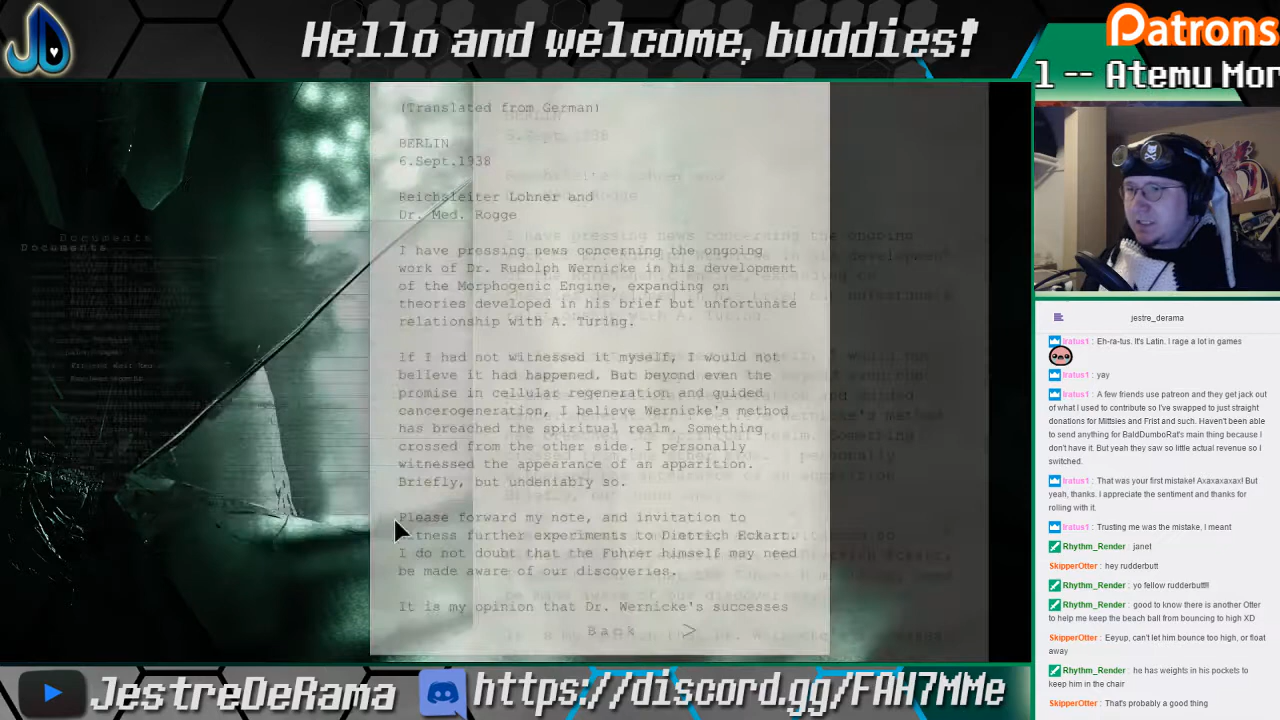 Hello and welcome, buddies!
Patrons
1 -- Atemu Mor
(Translated from German)
BERLIN
6.Sept.1938
Reichsleiter Lohner and
Dr. Med. Rogge
I have pressing news concerning the ongoing
work of Dr. Rudolph Wernicke in his development
of the Morphogenic Engine, expanding on
theories developed in his brief but unfortunate
relationship with A. Turing.
If I had not witnessed it myself, I would not
believe it had happened. But beyond even the
promise in cellular regeneration and guided
cancerogeneration, I believe Wernicke's method
has breached the spiritual realm. Something
crossed from the other side. I personally
witnessed the appearance of an apparition.
Briefly, but undeniably so.
Please forward my note, and invitation to
itness further experiments to Dietrich Eckart.
I do not doubt that the Fuhrer himself may need
be made aware of our discoveries.
It is my opinion that Dr. Wernicke's successes
Back >
Documents
jestre_derama
Iratus1 : Eh-ra-tus. It's Latin. I rage a lot in games
Iratus1 : yay
Iratus1 : A few friends use patreon and they get jack out
of what I used to contribute so I've swapped to just straight
donations for Mittsies and Frist and such. Haven't been able
to send anything for BaldDumboRat's main thing because I
don't have it. But yeah they saw so little actual revenue so I
switched.
Iratus1 : That was your first mistake! Axaxaxaxax! But
yeah, thanks. I appreciate the sentiment and thanks for
rolling with it.
Iratus1 : Trusting me was the mistake, I meant
Rhythm_Render : janet
SkipperOtter : hey rudderbutt
Rhythm_Render : yo fellow rudderbutt!!!
Rhythm_Render : good to know there is another Otter
to help me keep the beach ball from bouncing to high XD
SkipperOtter : Eeyup, can't let him bounce too high, or float
away
Rhythm_Render : he has weights in his pockets to
keep him in the chair
SkipperOtter : That's probably a good thing
JestreDeRama
https://discord.gg/FAH7MMe